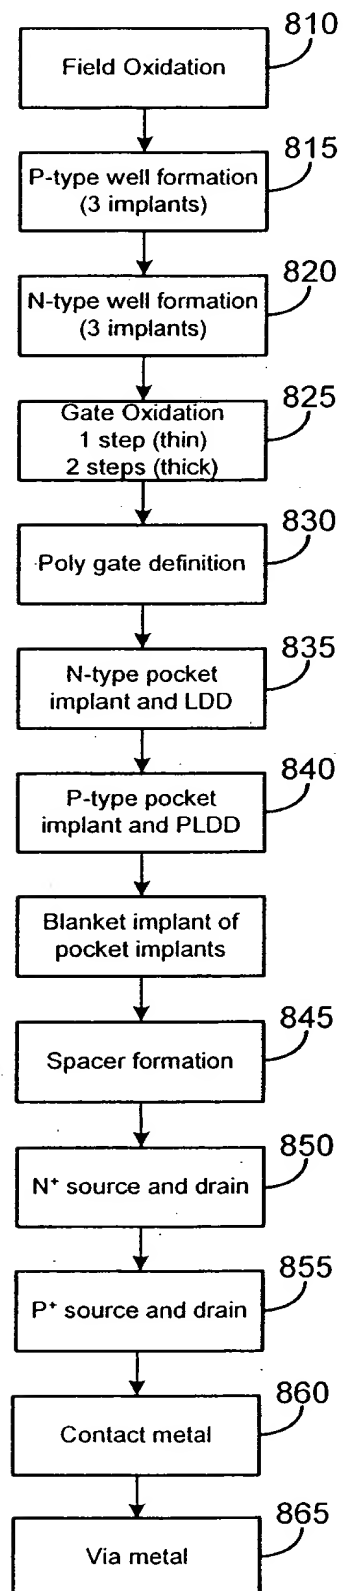 810
Field Oxidation
815
P-type well formation
(3 implants)
820
N-type well formation
(3 implants)
825
Gate Oxidation
1 step (thin)
2 steps (thick)
830
Poly gate definition
835
N-type pocket
implant and LDD
840
P-type pocket
implant and PLDD
Blanket implant of
pocket implants
845
Spacer formation
850
N+ source and drain
855
P+ source and drain
860
Contact metal
865
Via metal